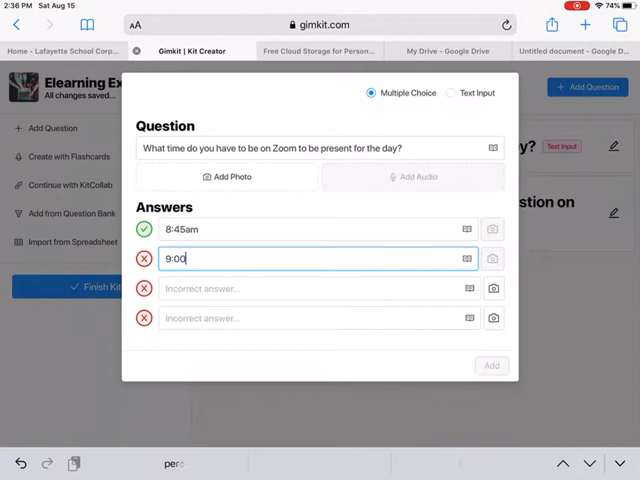 2:36 PM Sat Aug 15
74%
AA
gimkit.com
Home - Lafayette School Corp...
Gimkit | Kit Creator
Free Cloud Storage for Person...
My Drive - Google Drive
Untitled document - Google D...
Elearning Ex
All changes saved...
+ Add Question
Add Question
Create with Flashcards
Continue with KitCollab
Add from Question Bank
Import from Spreadsheet
Finish Kit
y?
Text Input
stion on
Multiple Choice
Text Input
Question
What time do you have to be on Zoom to be present for the day?
Add Photo
Add Audio
Answers
8:45am
9:00
Incorrect answer...
Incorrect answer...
Add